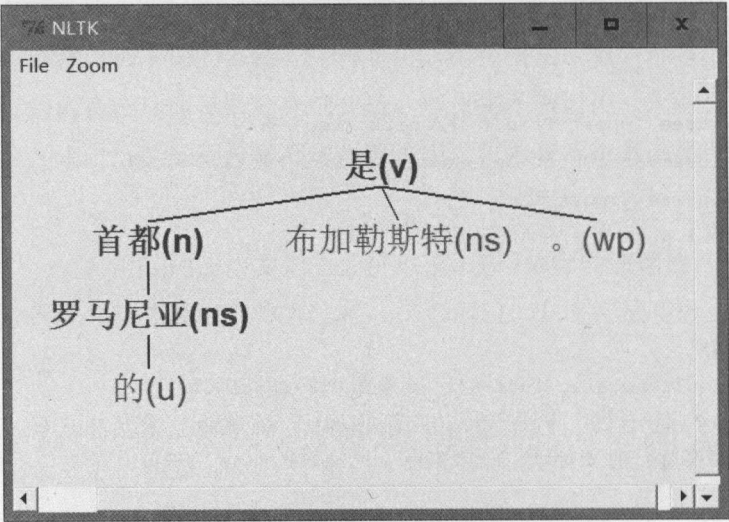 NLTK
File Zoom
是(v)
首都(n) 布加勒斯特(ns) 。(wp)
罗马尼亚(ns)
的(u)